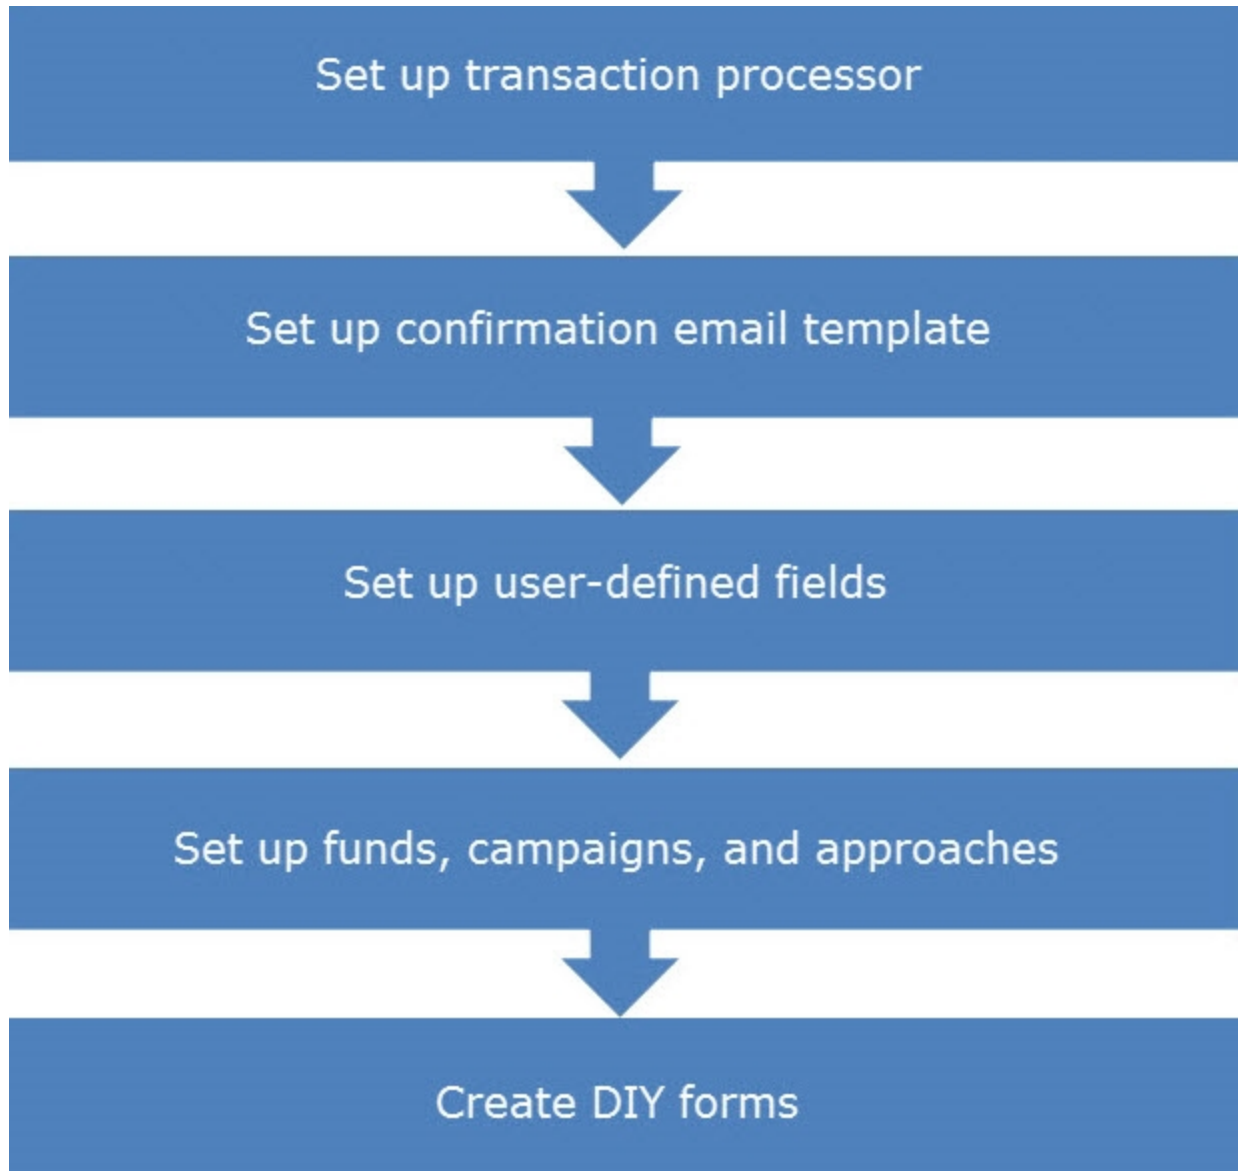 Set up transaction processor
Set up confirmation email template
Set up user-defined fields
Set up funds, campaigns, and approaches
Create DIY forms